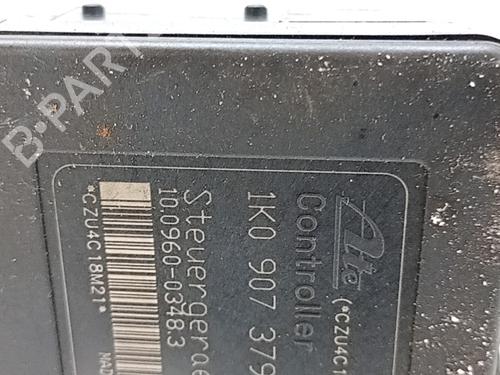 B-PARTS
Ate (*CZU4C1
Controller
1K0 907 379
Steuergerae
10.0960-0348.3
*CZU4C18M21*
MAD